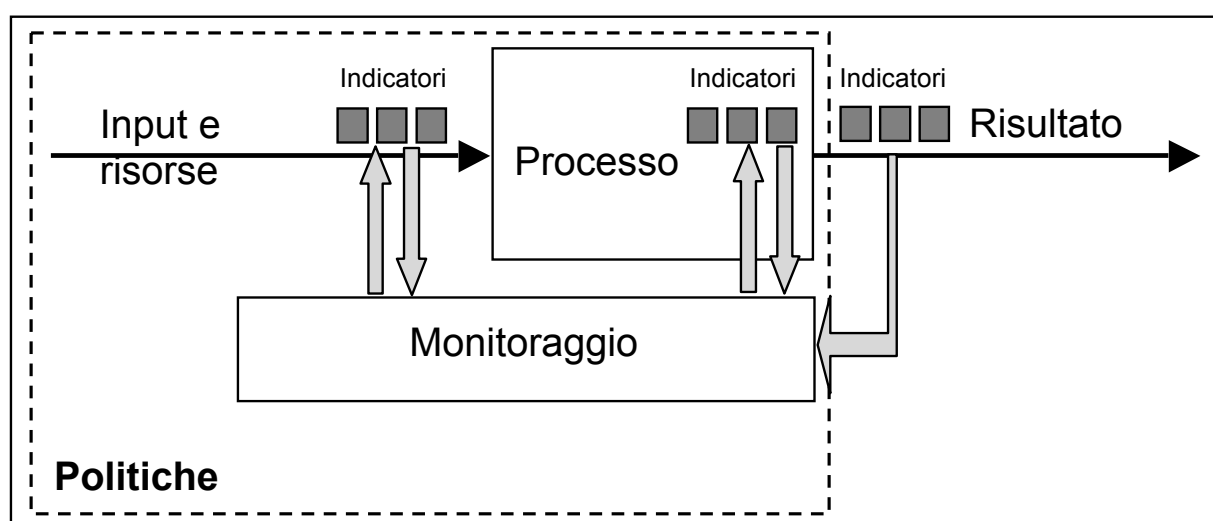 Indicatori
Indicatori
Indicatori
Input e
risorse
Processo
Risultato
Monitoraggio
Politiche